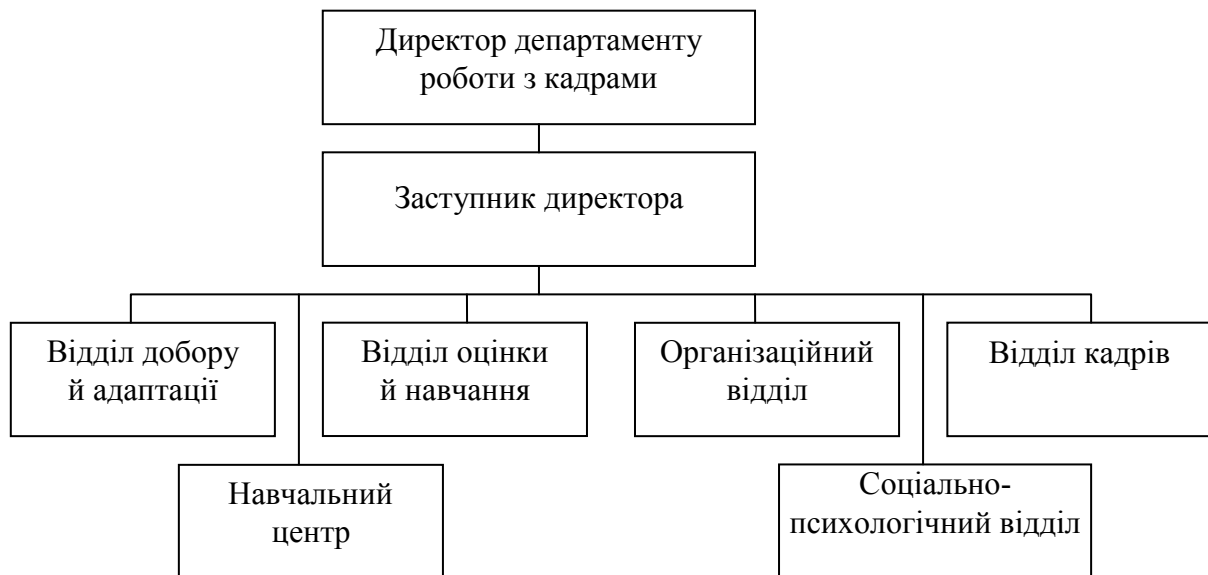 Директор департаменту
роботи з кадрами
Заступник директора
Відділ добору
й адаптації
Відділ оцінки
й навчання
Організаційний
відділ
Відділ кадрів
Навчальний
центр
Соціально-
психологічний відділ